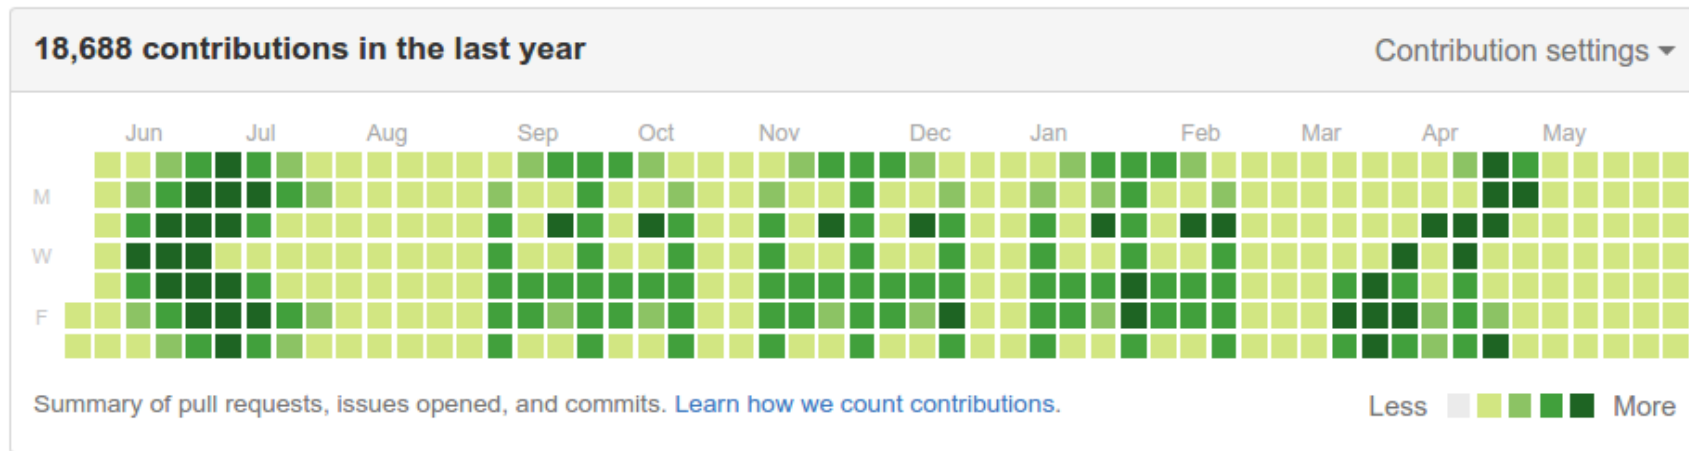 18,688 contributions in the last year
Contribution settings
Jun Jul Aug Sep Oct Nov Dec Jan Feb Mar Apr May
M
W
F
Summary of pull requests, issues opened, and commits. Learn how we count contributions.
Less More